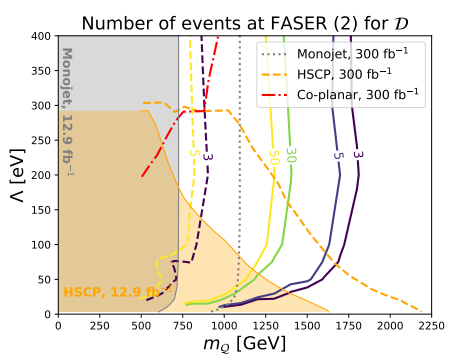 Number of events at FASER (2) for 𝒟
Λ [eV]
400
350
300
250
200
150
100
50
0
Monojet, 12.9 fb⁻¹
HSCP, 12.9 fb⁻¹
Monojet, 300 fb⁻¹
HSCP, 300 fb⁻¹
Co-planar, 300 fb⁻¹
5
3
50
30
5
3
0 250 500 750 1000 1250 1500 1750 2000 2250
m𝒬 [GeV]